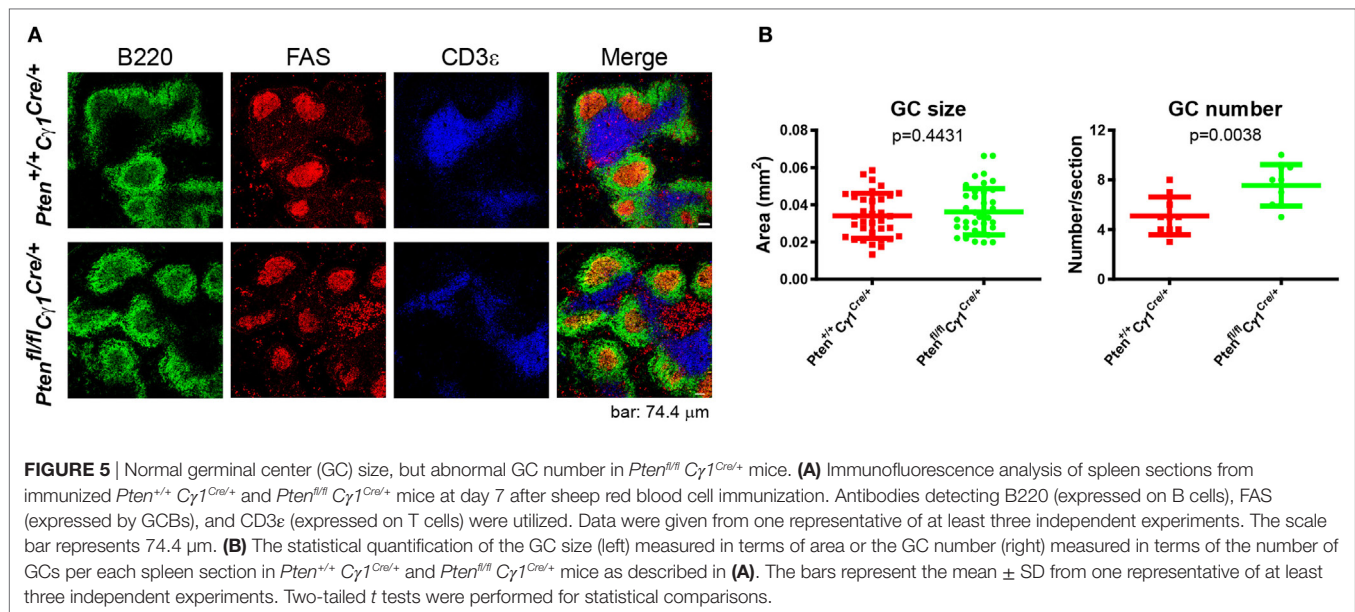 A
B220 FAS CD3ε Merge
Pten+/+Cγ1Cre/+
Ptenfl/flCγ1Cre/+
bar: 74.4 μm
B
GC size
p=0.4431
Area (mm2)
0.08
0.06
0.04
0.02
0.00
Pten+/+Cγ1Cre/+
Ptenfl/flCγ1Cre/+
GC number
p=0.0038
Number/section
12
8
4
0
Pten+/+Cγ1Cre/+
Ptenfl/flCγ1Cre/+
FIGURE 5 | Normal germinal center (GC) size, but abnormal GC number in Ptenfl/fl Cγ1Cre/+ mice. (A) Immunofluorescence analysis of spleen sections from
immunized Pten+/+ Cγ1Cre/+ and Ptenfl/fl Cγ1Cre/+ mice at day 7 after sheep red blood cell immunization. Antibodies detecting B220 (expressed on B cells), FAS
(expressed by GCBs), and CD3ε (expressed on T cells) were utilized. Data were given from one representative of at least three independent experiments. The scale
bar represents 74.4 μm. (B) The statistical quantification of the GC size (left) measured in terms of area or the GC number (right) measured in terms of the number of
GCs per each spleen section in Pten+/+ Cγ1Cre/+ and Ptenfl/fl Cγ1Cre/+ mice as described in (A). The bars represent the mean ± SD from one representative of at least
three independent experiments. Two-tailed t tests were performed for statistical comparisons.